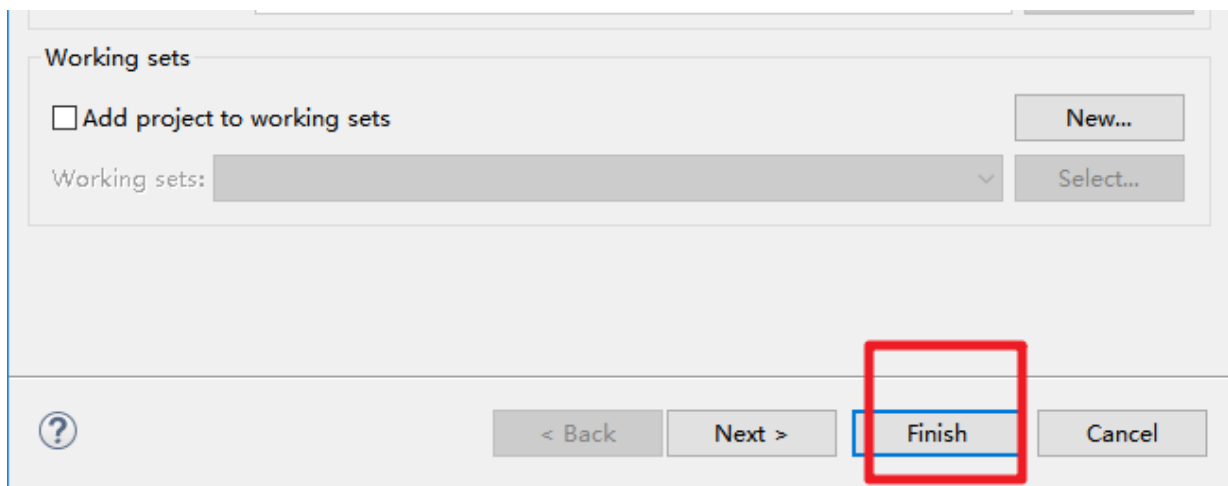 Working sets
Add project to working sets
New...
Working sets:
Select...
?
< Back
Next >
Finish
Cancel